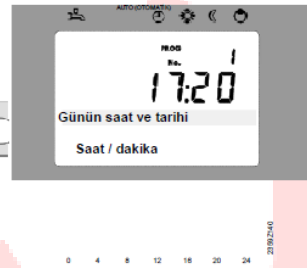 AUTO (OTOMATİK)
PROG
No. 1
17:20
Günün saat ve tarihi
Saat / dakika
2359Z140
0 4 8 12 16 20 24